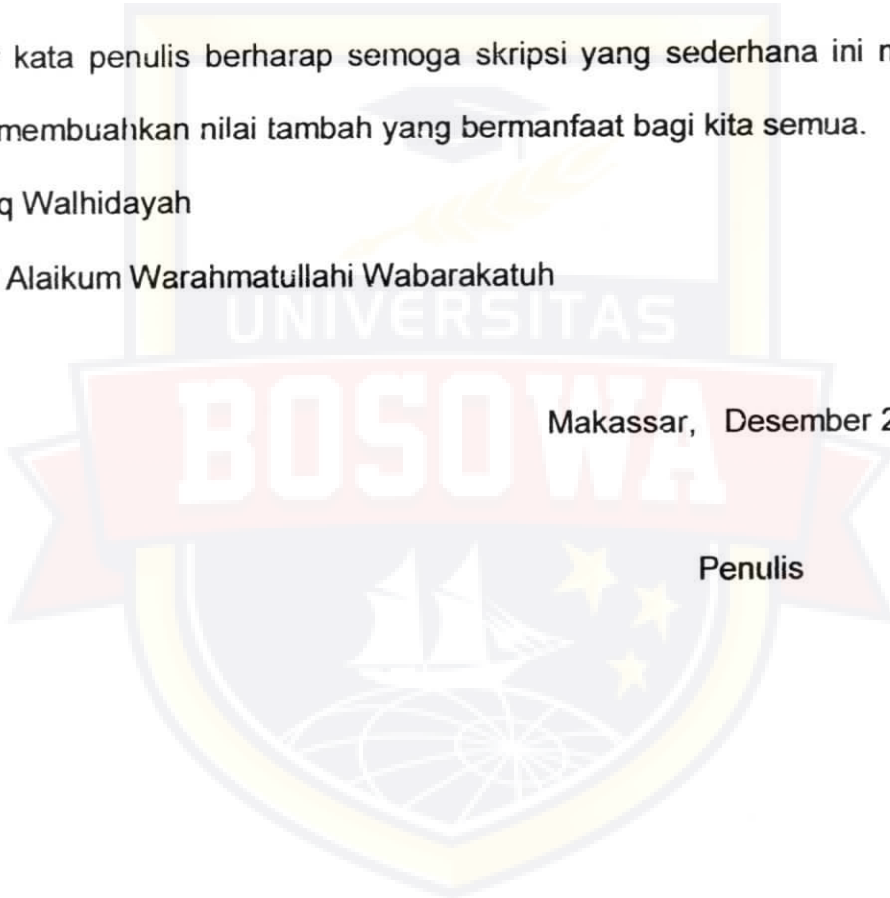 kata penulis berharap semoga skripsi yang sederhana ini
membuahkan nilai tambah yang bermanfaat bagi kita semua.
q Walhidayah
Alaikum Warahmatullahi Wabarakatuh
UNIVERSITAS
BOSOWA
Makassar, Desember 2
Penulis